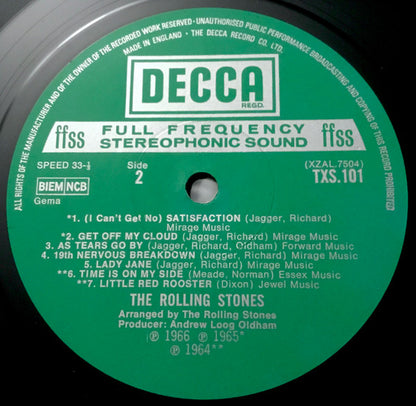 ALL RIGHTS OF THE MANUFACTURER AND OF THE OWNER OF THE RECORDED WORK RESERVED · UNAUTHORISED PUBLIC PERFORMANCE BROADCASTING AND COPYING OF THIS RECORD PROHIBITED
MADE IN ENGLAND · THE DECCA RECORD CO. LTD.
DECCA
REGD.
ffss FULL FREQUENCY ffss
STEREOPHONIC SOUND
SPEED 33-⅓ Side (XZAL.7504)
2 TXS.101
BIEM NCB
Gema
*1. (I Can't Get No) SATISFACTION (Jagger, Richard)
Mirage Music
*2. GET OFF MY CLOUD (Jagger, Richard) Mirage Music
3. AS TEARS GO BY (Jagger, Richard, Oldham) Forward Music
4. 19th NERVOUS BREAKDOWN (Jagger, Richard) Mirage Music
5. LADY JANE (Jagger, Richard) Mirage Music
**6. TIME IS ON MY SIDE (Meade, Norman) Essex Music
**7. LITTLE RED ROOSTER (Dixon) Jewel Music
THE ROLLING STONES
Arranged by The Rolling Stones
Producer: Andrew Loog Oldham
℗ 1966 ℗ 1965*
℗ 1964**